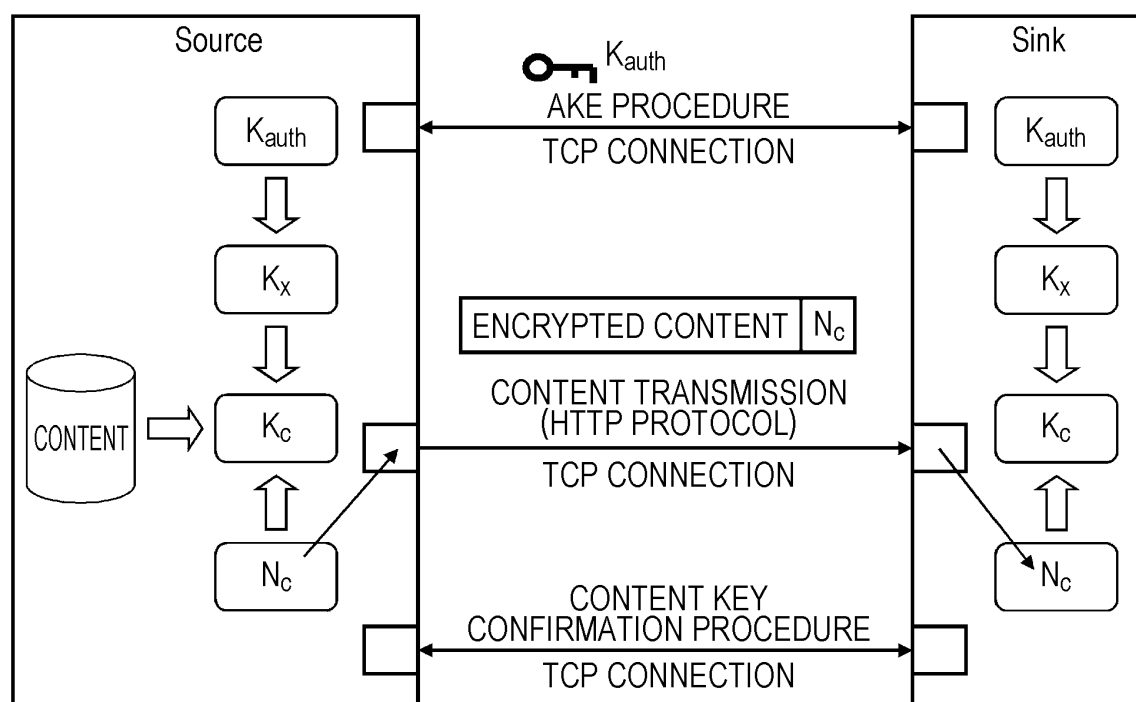 Source
Sink
K_auth
AKE PROCEDURE
TCP CONNECTION
K_auth
K_auth
K_x
K_x
ENCRYPTED CONTENT N_c
CONTENT TRANSMISSION
(HTTP PROTOCOL)
TCP CONNECTION
CONTENT
K_c
K_c
N_c
N_c
CONTENT KEY
CONFIRMATION PROCEDURE
TCP CONNECTION